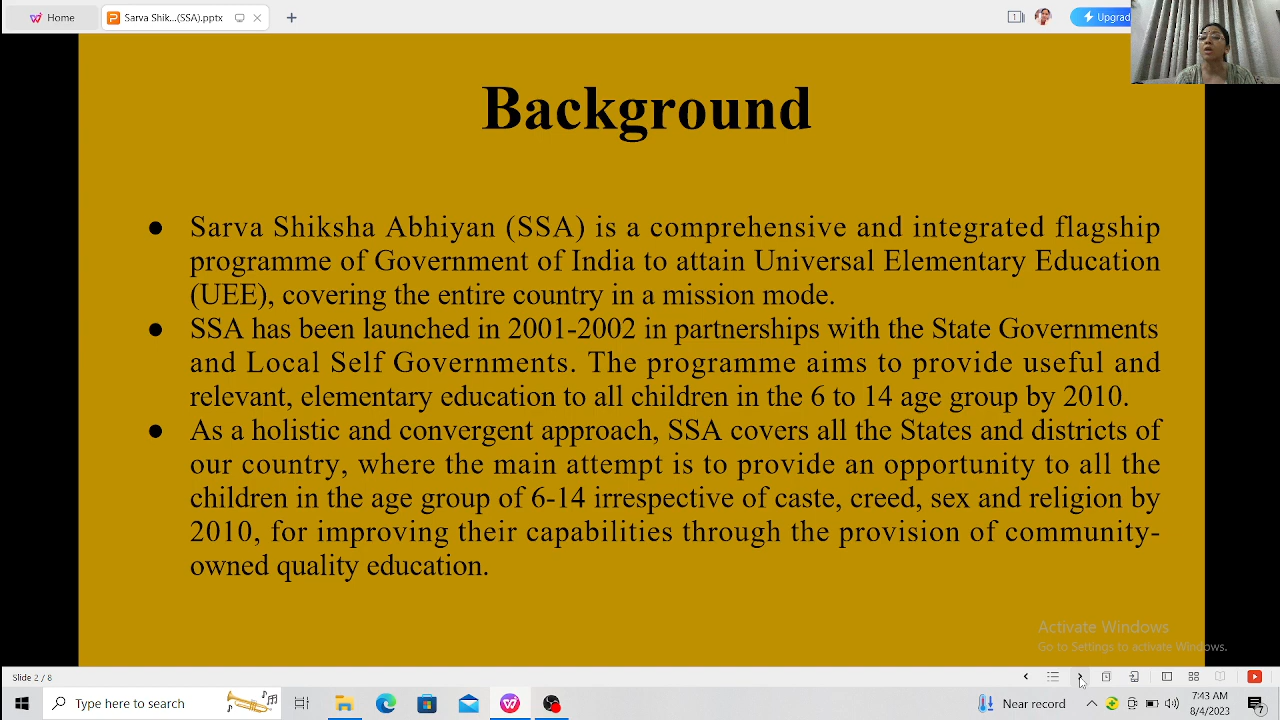 Home
Sarva Shik...(SSA).pptx
Upgrad
Background
● Sarva Shiksha Abhiyan (SSA) is a comprehensive and integrated flagship
programme of Government of India to attain Universal Elementary Education
(UEE), covering the entire country in a mission mode.
● SSA has been launched in 2001-2002 in partnerships with the State Governments
and Local Self Governments. The programme aims to provide useful and
relevant, elementary education to all children in the 6 to 14 age group by 2010.
● As a holistic and convergent approach, SSA covers all the States and districts of
our country, where the main attempt is to provide an opportunity to all the
children in the age group of 6-14 irrespective of caste, creed, sex and religion by
2010, for improving their capabilities through the provision of community-
owned quality education.
Activate Windows
Go to Settings to activate Windows.
Slide 2 / 8
Type here to search
Near record
7:43 AM
8/4/2023
7